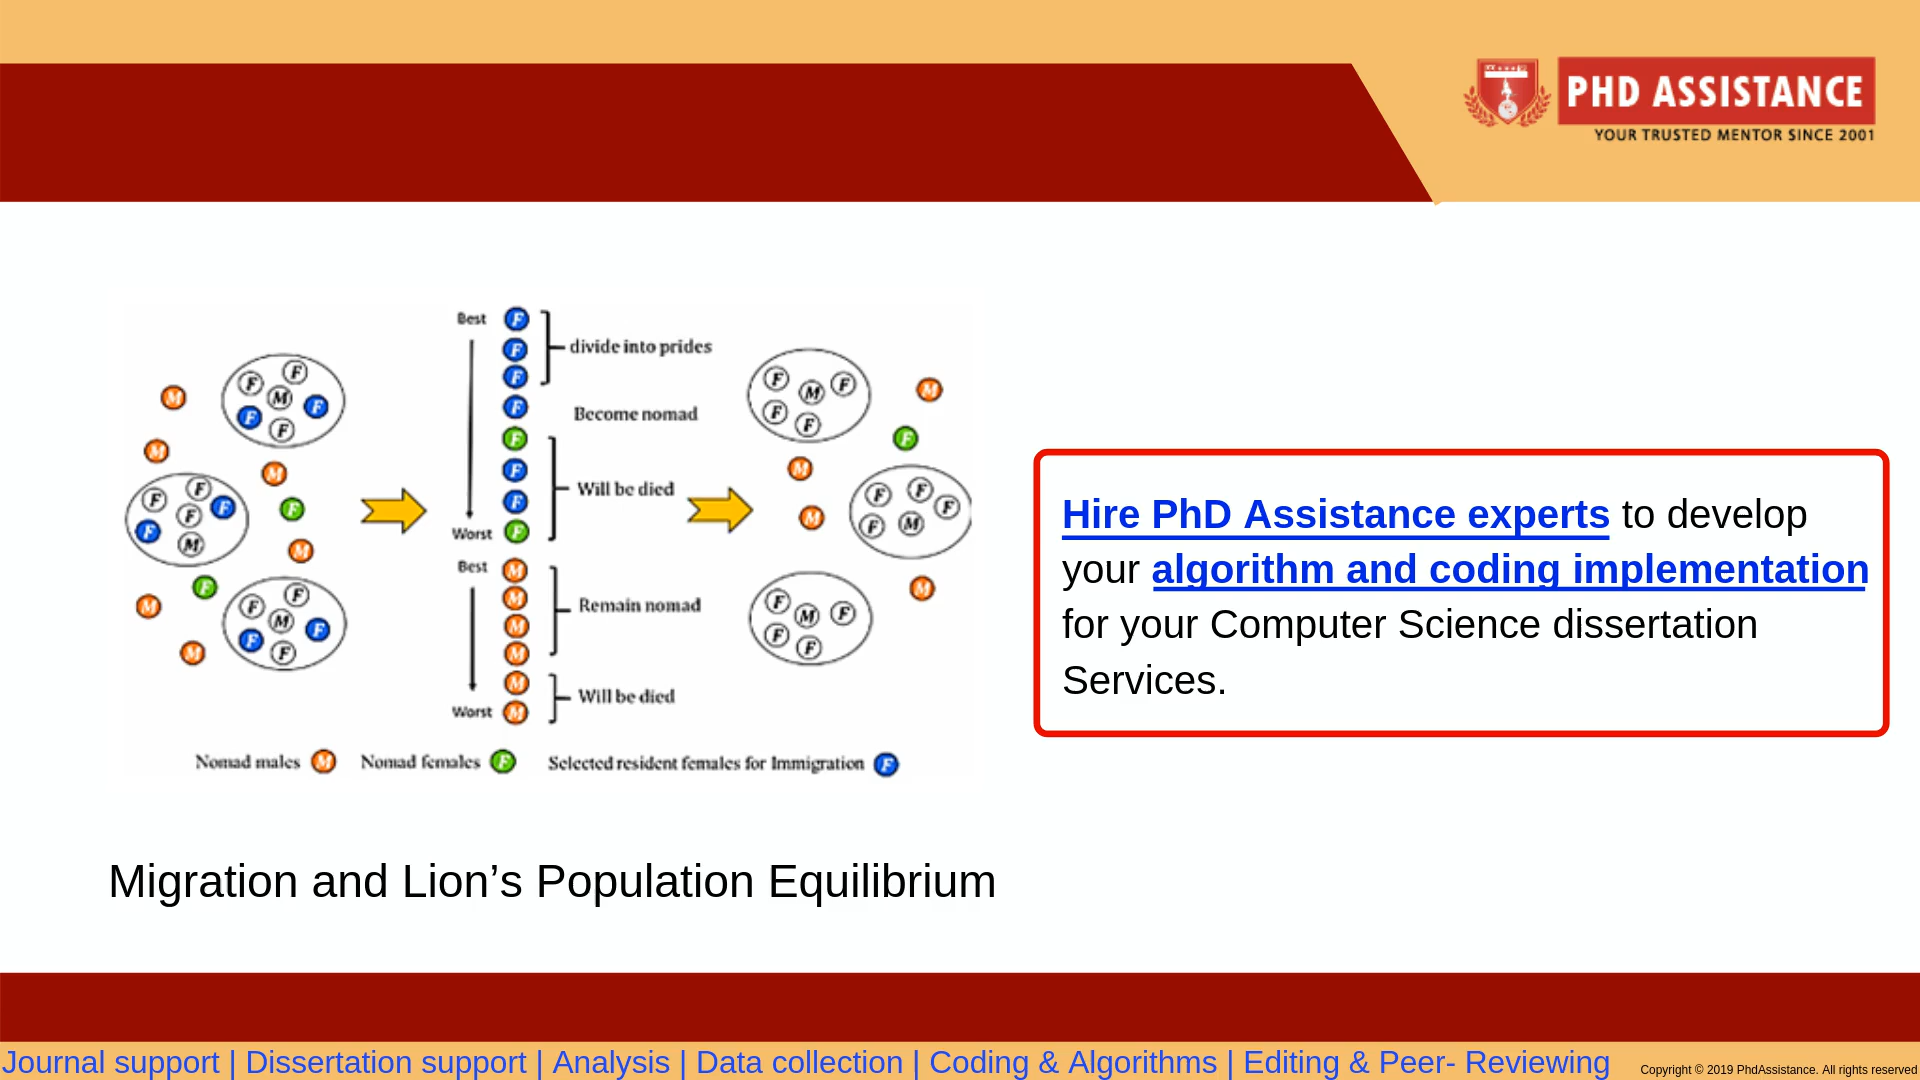 PHD ASSISTANCE
YOUR TRUSTED MENTOR SINCE 2001
Best F
F divide into prides
F
F Become nomad
F
F Will be died
F
Worst F
Best M
M Remain nomad
M
M
M Will be died
Worst M
F F M F F F
F F F F F M
F F M F F F
M M M F M F M M
F M F F F
F F F F M
F M F F F
M F M M M
Nomad males M Nomad females F Selected resident females for Immigration F
Hire PhD Assistance experts to develop
your algorithm and coding implementation
for your Computer Science dissertation
Services.
Migration and Lion’s Population Equilibrium
Journal support | Dissertation support | Analysis | Data collection | Coding & Algorithms | Editing & Peer- Reviewing
Copyright © 2019 PhdAssistance. All rights reserved